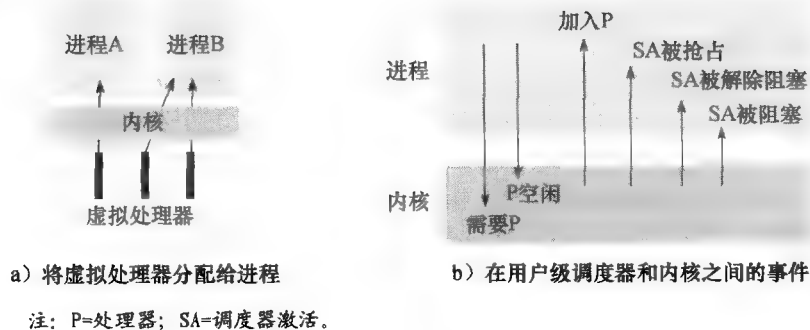 进程A
进程B
内核
虚拟处理器
a）将虚拟处理器分配给进程
加入P
SA被抢占
进程
SA被解除阻塞
SA被阻塞
P空闲
内核
需要P
b）在用户级调度器和内核之间的事件
注：P=处理器；SA=调度器激活。